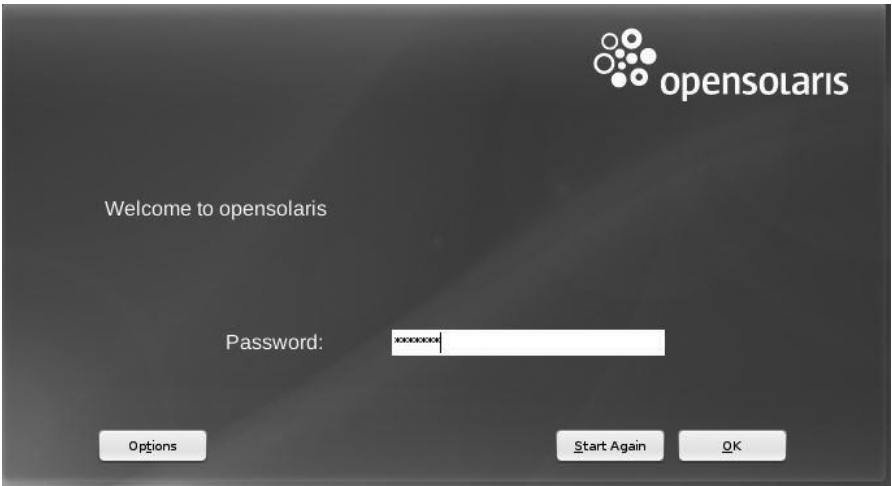 opensolaris
Welcome to opensolaris
Password: ********
Options
Start Again
OK